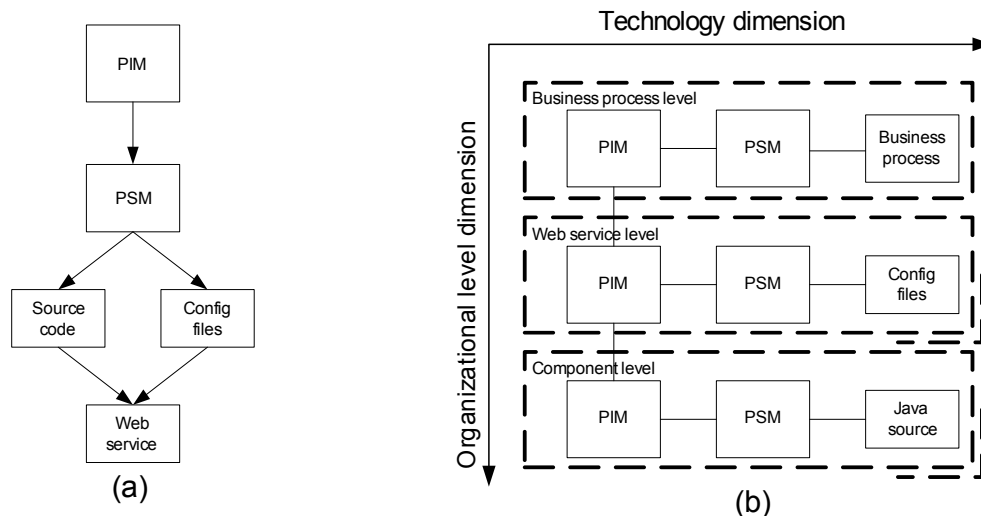 PIM
PSM
Source
code
Config
files
Web
service
(a)
Technology dimension
Organizational level dimension
Business process level
PIM
PSM
Business
process
Web service level
PIM
PSM
Config
files
Component level
PIM
PSM
Java
source
(b)